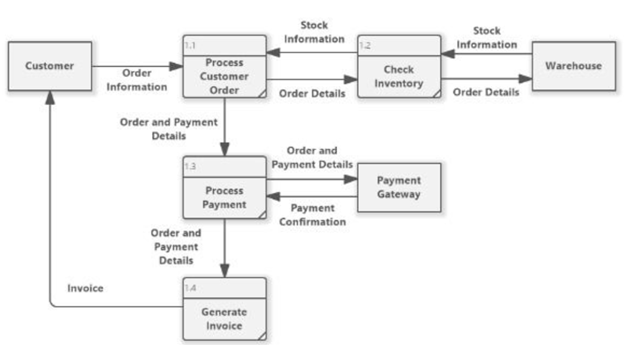 Stock
Information
Stock
Information
1.1
1.2
Customer
Order
Information
Process
Customer
Order
Check
Inventory
Warehouse
Order Details
Order Details
Order and Payment
Details
1.3
Order and
Payment Details
Process
Payment
Payment
Gateway
Payment
Confirmation
Order and
Payment
Details
Invoice
1.4
Generate
Invoice